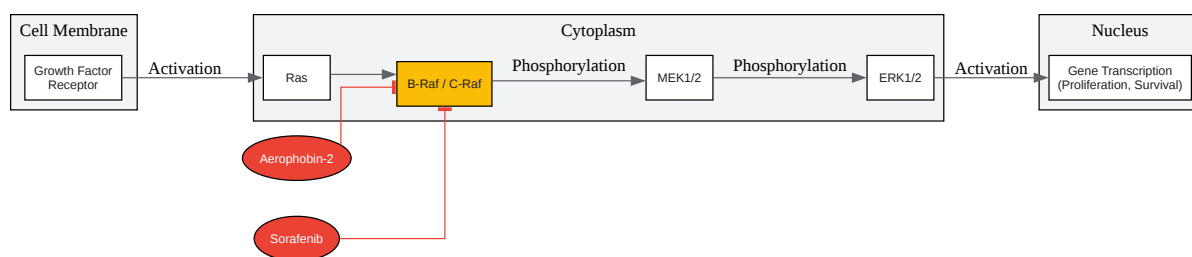 Cell Membrane
Growth Factor
Receptor
Activation
Cytoplasm
Ras
B-Raf / C-Raf
Phosphorylation
MEK1/2
Phosphorylation
ERK1/2
Activation
Nucleus
Gene Transcription
(Proliferation, Survival)
Aerophobin-2
Sorafenib